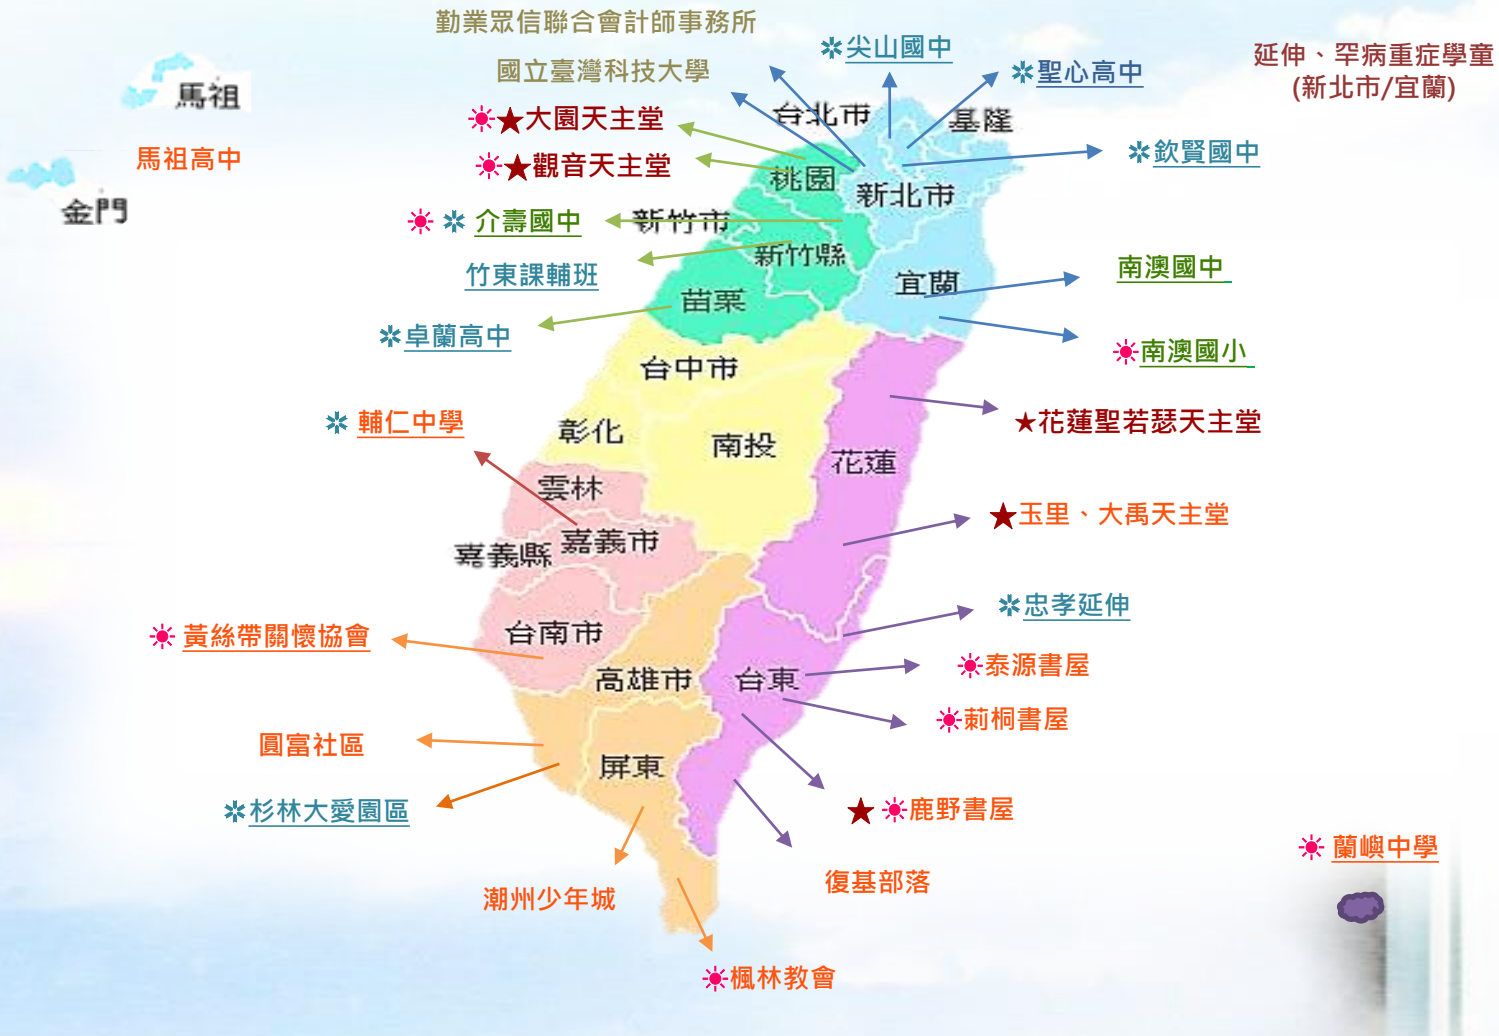 勤業眾信聯合會計師事務所
國立臺灣科技大學
✲尖山國中
✲聖心高中
延伸、罕病重症學童
(新北市/宜蘭)
馬祖
馬祖高中
金門
☀★大園天主堂
☀★觀音天主堂
台北市
基隆
✲欽賢國中
桃園
新北市
☀✲介壽國中
新竹市
新竹縣
竹東課輔班
宜蘭
南澳國中
苗栗
✲卓蘭高中
☀南澳國小
台中市
✲輔仁中學
彰化
南投
★花蓮聖若瑟天主堂
花蓮
雲林
嘉義縣
嘉義市
★玉里、大禹天主堂
✲忠孝延伸
☀黃絲帶關懷協會
台南市
高雄市
台東
☀泰源書屋
☀莿桐書屋
圓富社區
屏東
✲杉林大愛園區
★☀鹿野書屋
☀蘭嶼中學
潮州少年城
復基部落
☀楓林教會